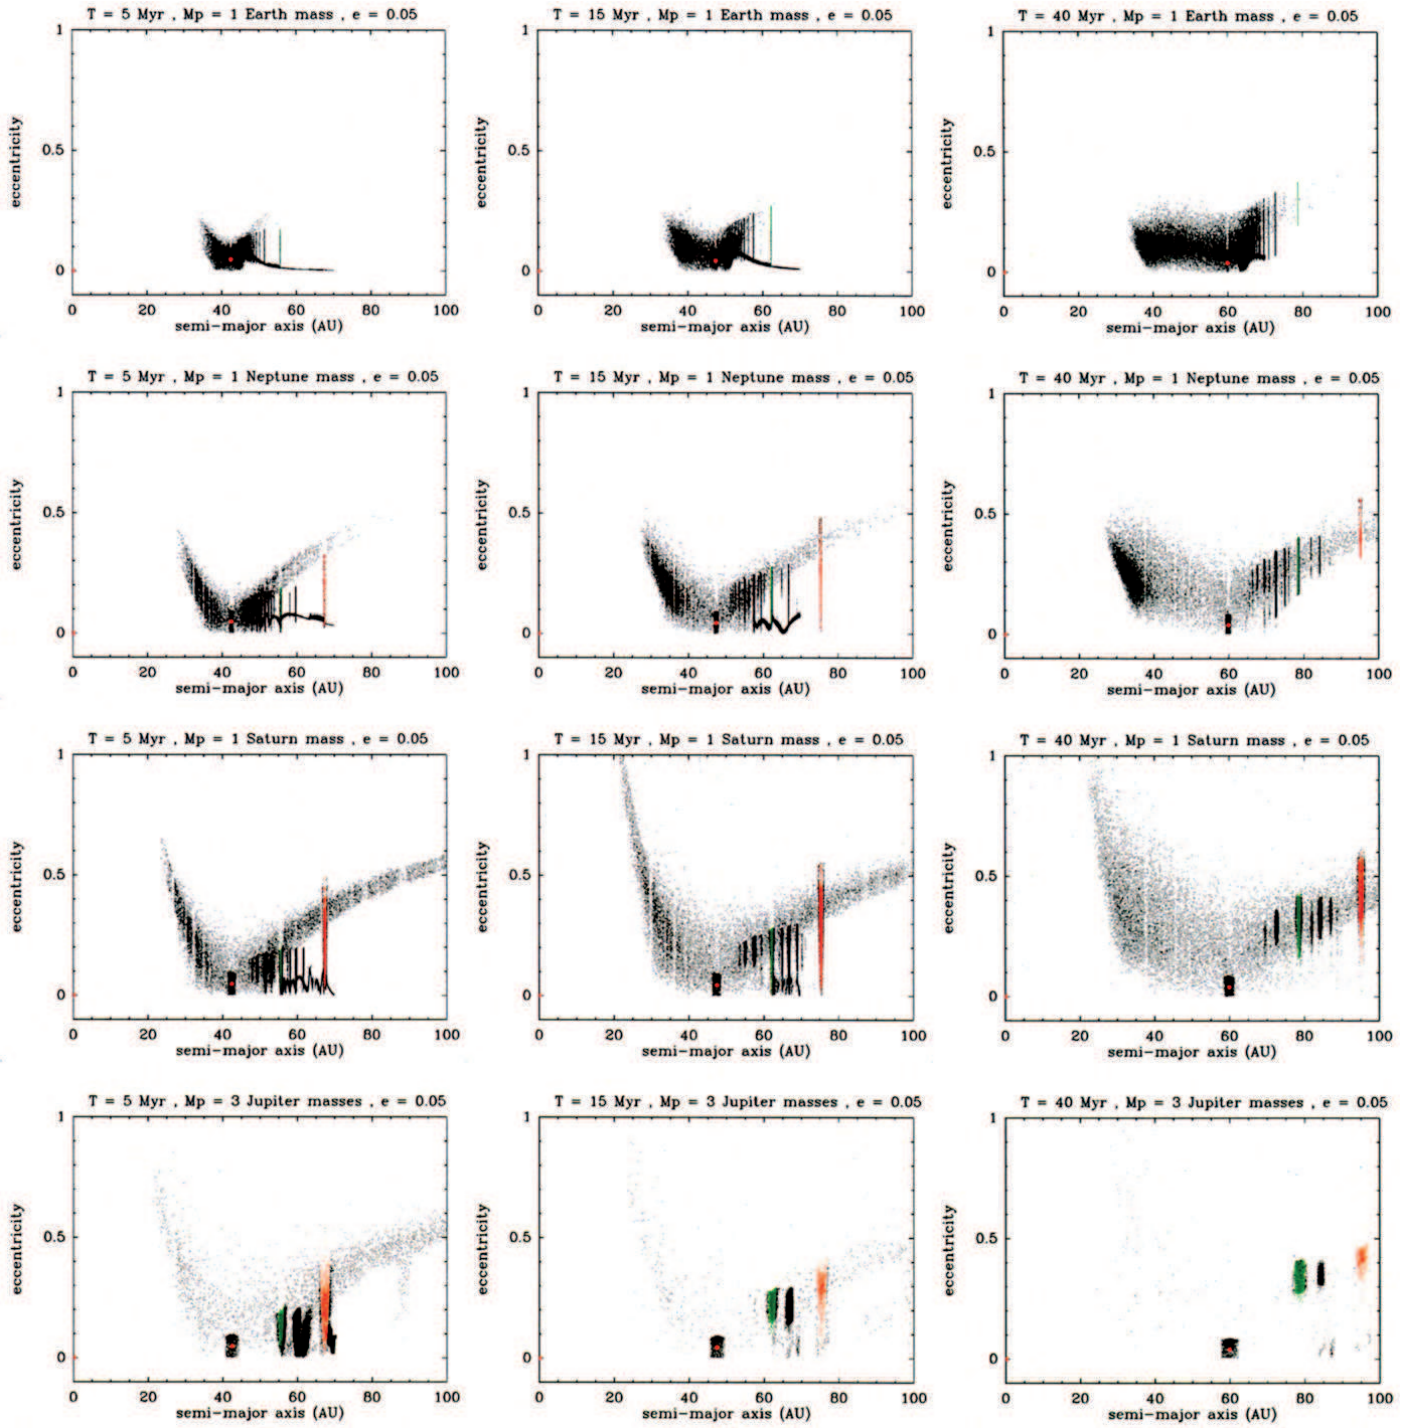 T = 5 Myr , Mp = 1 Earth mass , e = 0.05
T = 15 Myr , Mp = 1 Earth mass , e = 0.05
T = 40 Myr , Mp = 1 Earth mass , e = 0.05
eccentricity
1
0.5
0
0 20 40 60 80 100
semi-major axis (AU)
eccentricity
1
0.5
0
0 20 40 60 80 100
semi-major axis (AU)
eccentricity
1
0.5
0
0 20 40 60 80 100
semi-major axis (AU)
T = 5 Myr , Mp = 1 Neptune mass , e = 0.05
T = 15 Myr , Mp = 1 Neptune mass , e = 0.05
T = 40 Myr , Mp = 1 Neptune mass , e = 0.05
eccentricity
1
0.5
0
0 20 40 60 80 100
semi-major axis (AU)
eccentricity
1
0.5
0
0 20 40 60 80 100
semi-major axis (AU)
eccentricity
1
0.5
0
0 20 40 60 80 100
semi-major axis (AU)
T = 5 Myr , Mp = 1 Saturn mass , e = 0.05
T = 15 Myr , Mp = 1 Saturn mass , e = 0.05
T = 40 Myr , Mp = 1 Saturn mass , e = 0.05
eccentricity
1
0.5
0
0 20 40 60 80 100
semi-major axis (AU)
eccentricity
1
0.5
0
0 20 40 60 80 100
semi-major axis (AU)
eccentricity
1
0.5
0
0 20 40 60 80 100
semi-major axis (AU)
T = 5 Myr , Mp = 3 Jupiter masses , e = 0.05
T = 15 Myr , Mp = 3 Jupiter masses , e = 0.05
T = 40 Myr , Mp = 3 Jupiter masses , e = 0.05
eccentricity
1
0.5
0
0 20 40 60 80 100
semi-major axis (AU)
eccentricity
1
0.5
0
0 20 40 60 80 100
semi-major axis (AU)
eccentricity
1
0.5
0
0 20 40 60 80 100
semi-major axis (AU)